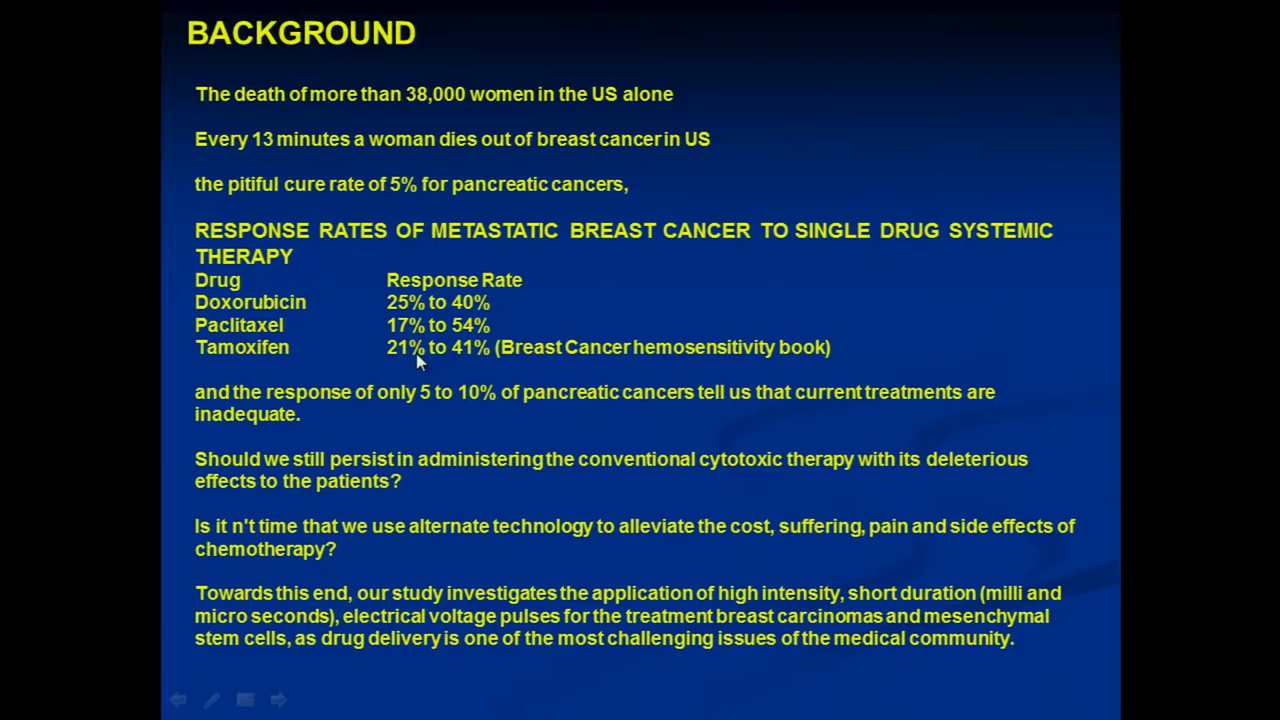 BACKGROUND
The death of more than 38,000 women in the US alone
Every 13 minutes a woman dies out of breast cancer in US
the pitiful cure rate of 5% for pancreatic cancers,
RESPONSE RATES OF METASTATIC BREAST CANCER TO SINGLE DRUG SYSTEMIC
THERAPY
Drug Response Rate
Doxorubicin 25% to 40%
Paclitaxel 17% to 54%
Tamoxifen 21% to 41% (Breast Cancer hemosensitivity book)
and the response of only 5 to 10% of pancreatic cancers tell us that current treatments are
inadequate.
Should we still persist in administering the conventional cytotoxic therapy with its deleterious
effects to the patients?
Is it n't time that we use alternate technology to alleviate the cost, suffering, pain and side effects of
chemotherapy?
Towards this end, our study investigates the application of high intensity, short duration (milli and
micro seconds), electrical voltage pulses for the treatment breast carcinomas and mesenchymal
stem cells, as drug delivery is one of the most challenging issues of the medical community.